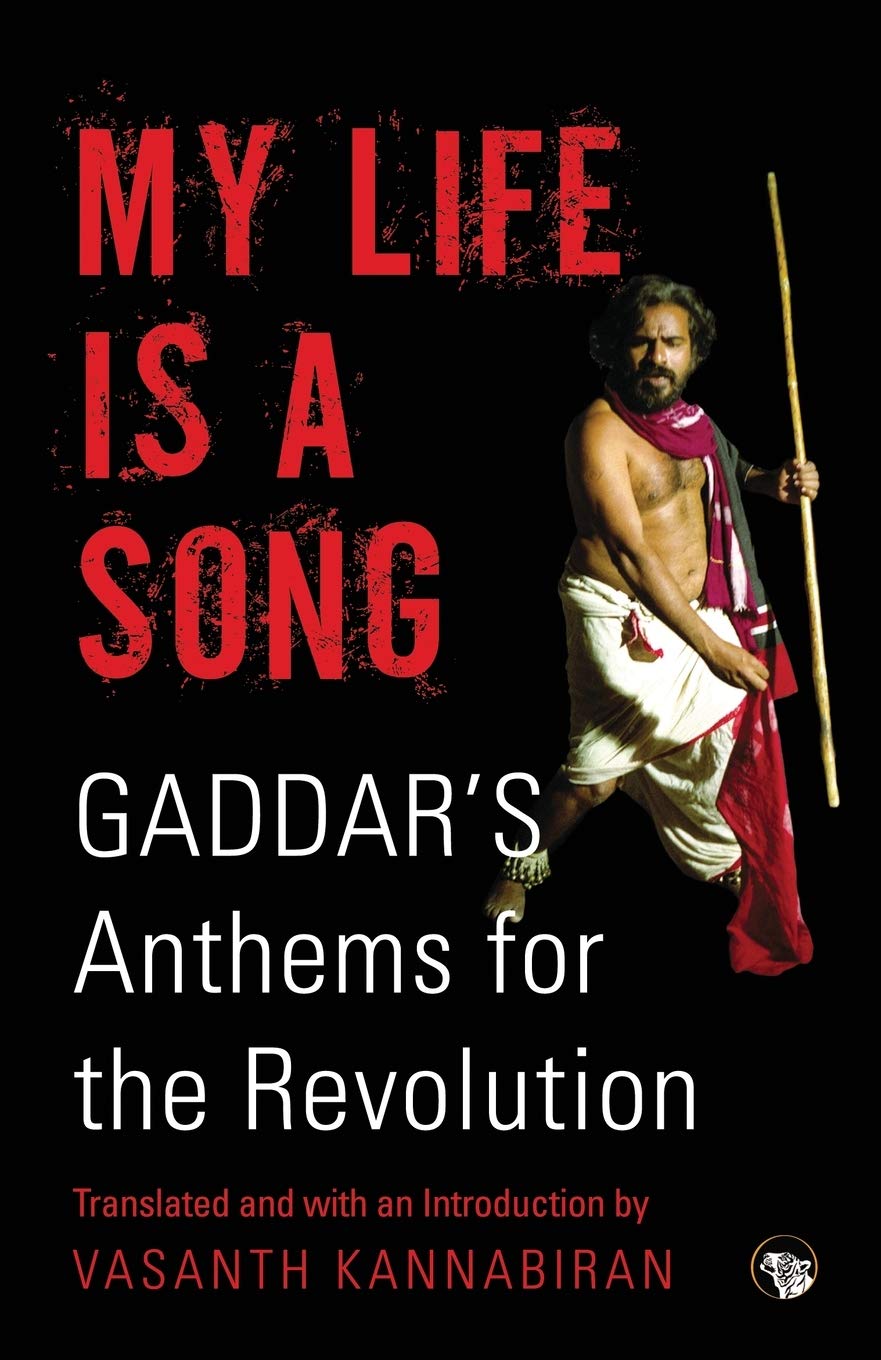 MY LIFE
IS A
SONG
GADDAR'S
Anthems for
the Revolution
Translated and with an Introduction by
VASANTH KANNABIRAN